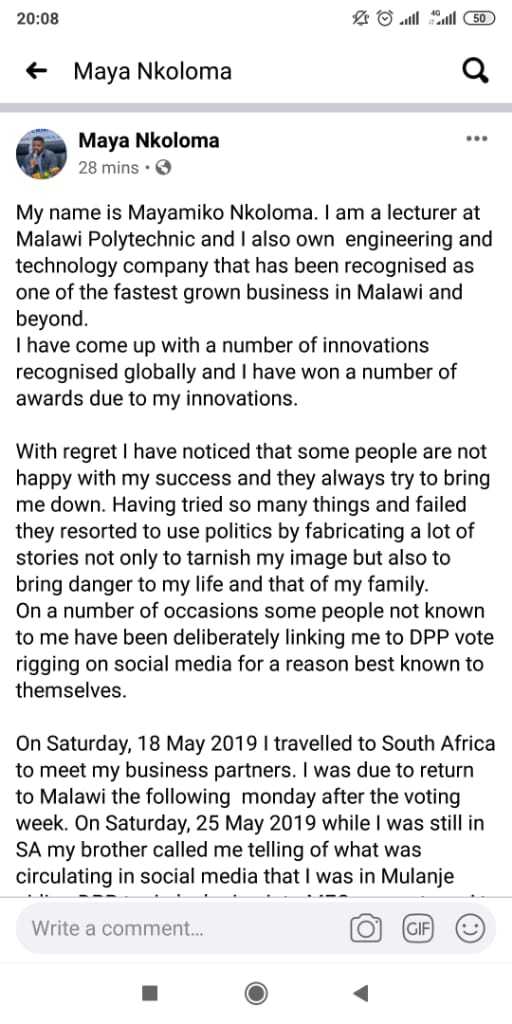 20:08
4G
50
Maya Nkoloma
Maya Nkoloma
28 mins ·
My name is Mayamiko Nkoloma. I am a lecturer at
Malawi Polytechnic and I also own engineering and
technology company that has been recognised as
one of the fastest grown business in Malawi and
beyond.
I have come up with a number of innovations
recognised globally and I have won a number of
awards due to my innovations.
With regret I have noticed that some people are not
happy with my success and they always try to bring
me down. Having tried so many things and failed
they resorted to use politics by fabricating a lot of
stories not only to tarnish my image but also to
bring danger to my life and that of my family.
On a number of occasions some people not known
to me have been deliberately linking me to DPP vote
rigging on social media for a reason best known to
themselves.
On Saturday, 18 May 2019 I travelled to South Africa
to meet my business partners. I was due to return
to Malawi the following monday after the voting
week. On Saturday, 25 May 2019 while I was still in
SA my brother called me telling of what was
circulating in social media that I was in Mulanje
Write a comment...
GIF